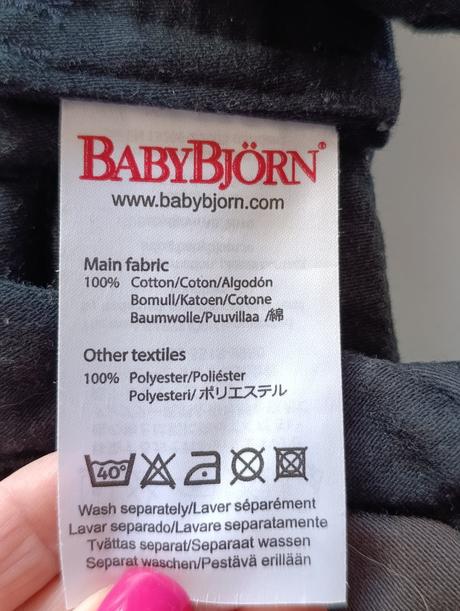 BABYBJÖRN®
www.babybjorn.com
Main fabric
100% Cotton/Coton/Algodón
Bomull/Katoen/Cotone
Baumwolle/Puuvillaa /綿
Other textiles
100% Polyester/Poliéster
Polyesteri/ポリエステル
40°
Wash separately/Laver séparément
Lavar separado/Lavare separatamente
Tvättas separat/Separaat wassen
Separat waschen/Pestävä erillään